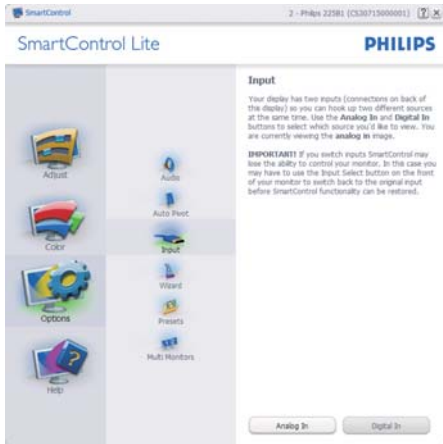 SmartControl
2 - Philips 225B1 (CS30715000001)
SmartControl Lite
PHILIPS
Adjust
Color
Options
Help
Audio
Auto Pivot
Input
Wizard
Presets
Multi Monitors
Input
Your display has two inputs (connections on back of
this display) so you can hook up two different sources
at the same time. Use the Analog In and Digital In
buttons to select which source you'd like to view. You
are currently viewing the analog in image.
IMPORTANT! If you switch inputs SmartControl may
lose the ability to control your monitor. In this case you
may have to use the Input Select button on the front
of your monitor to switch back to the original input
before SmartControl functionality can be restored.
Analog In
Digital In